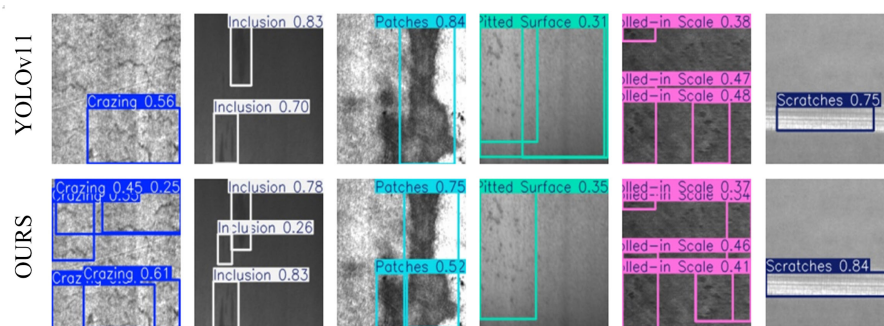 YOLOv11
Crazing 0.56
Inclusion 0.83
Inclusion 0.70
Patches 0.84
Pitted Surface 0.31
olled-in Scale 0.38
olled-in Scale 0.47
olled-in Scale 0.48
Scratches 0.75
OURS
Crazing 0.45 0.25
Crazing 0.61
Inclusion 0.78
Inclusion 0.26
Inclusion 0.83
Patches 0.75
Patches 0.52
Pitted Surface 0.35
olled-in Scale 0.37
olled-in Scale 0.46
olled-in Scale 0.41
Scratches 0.84